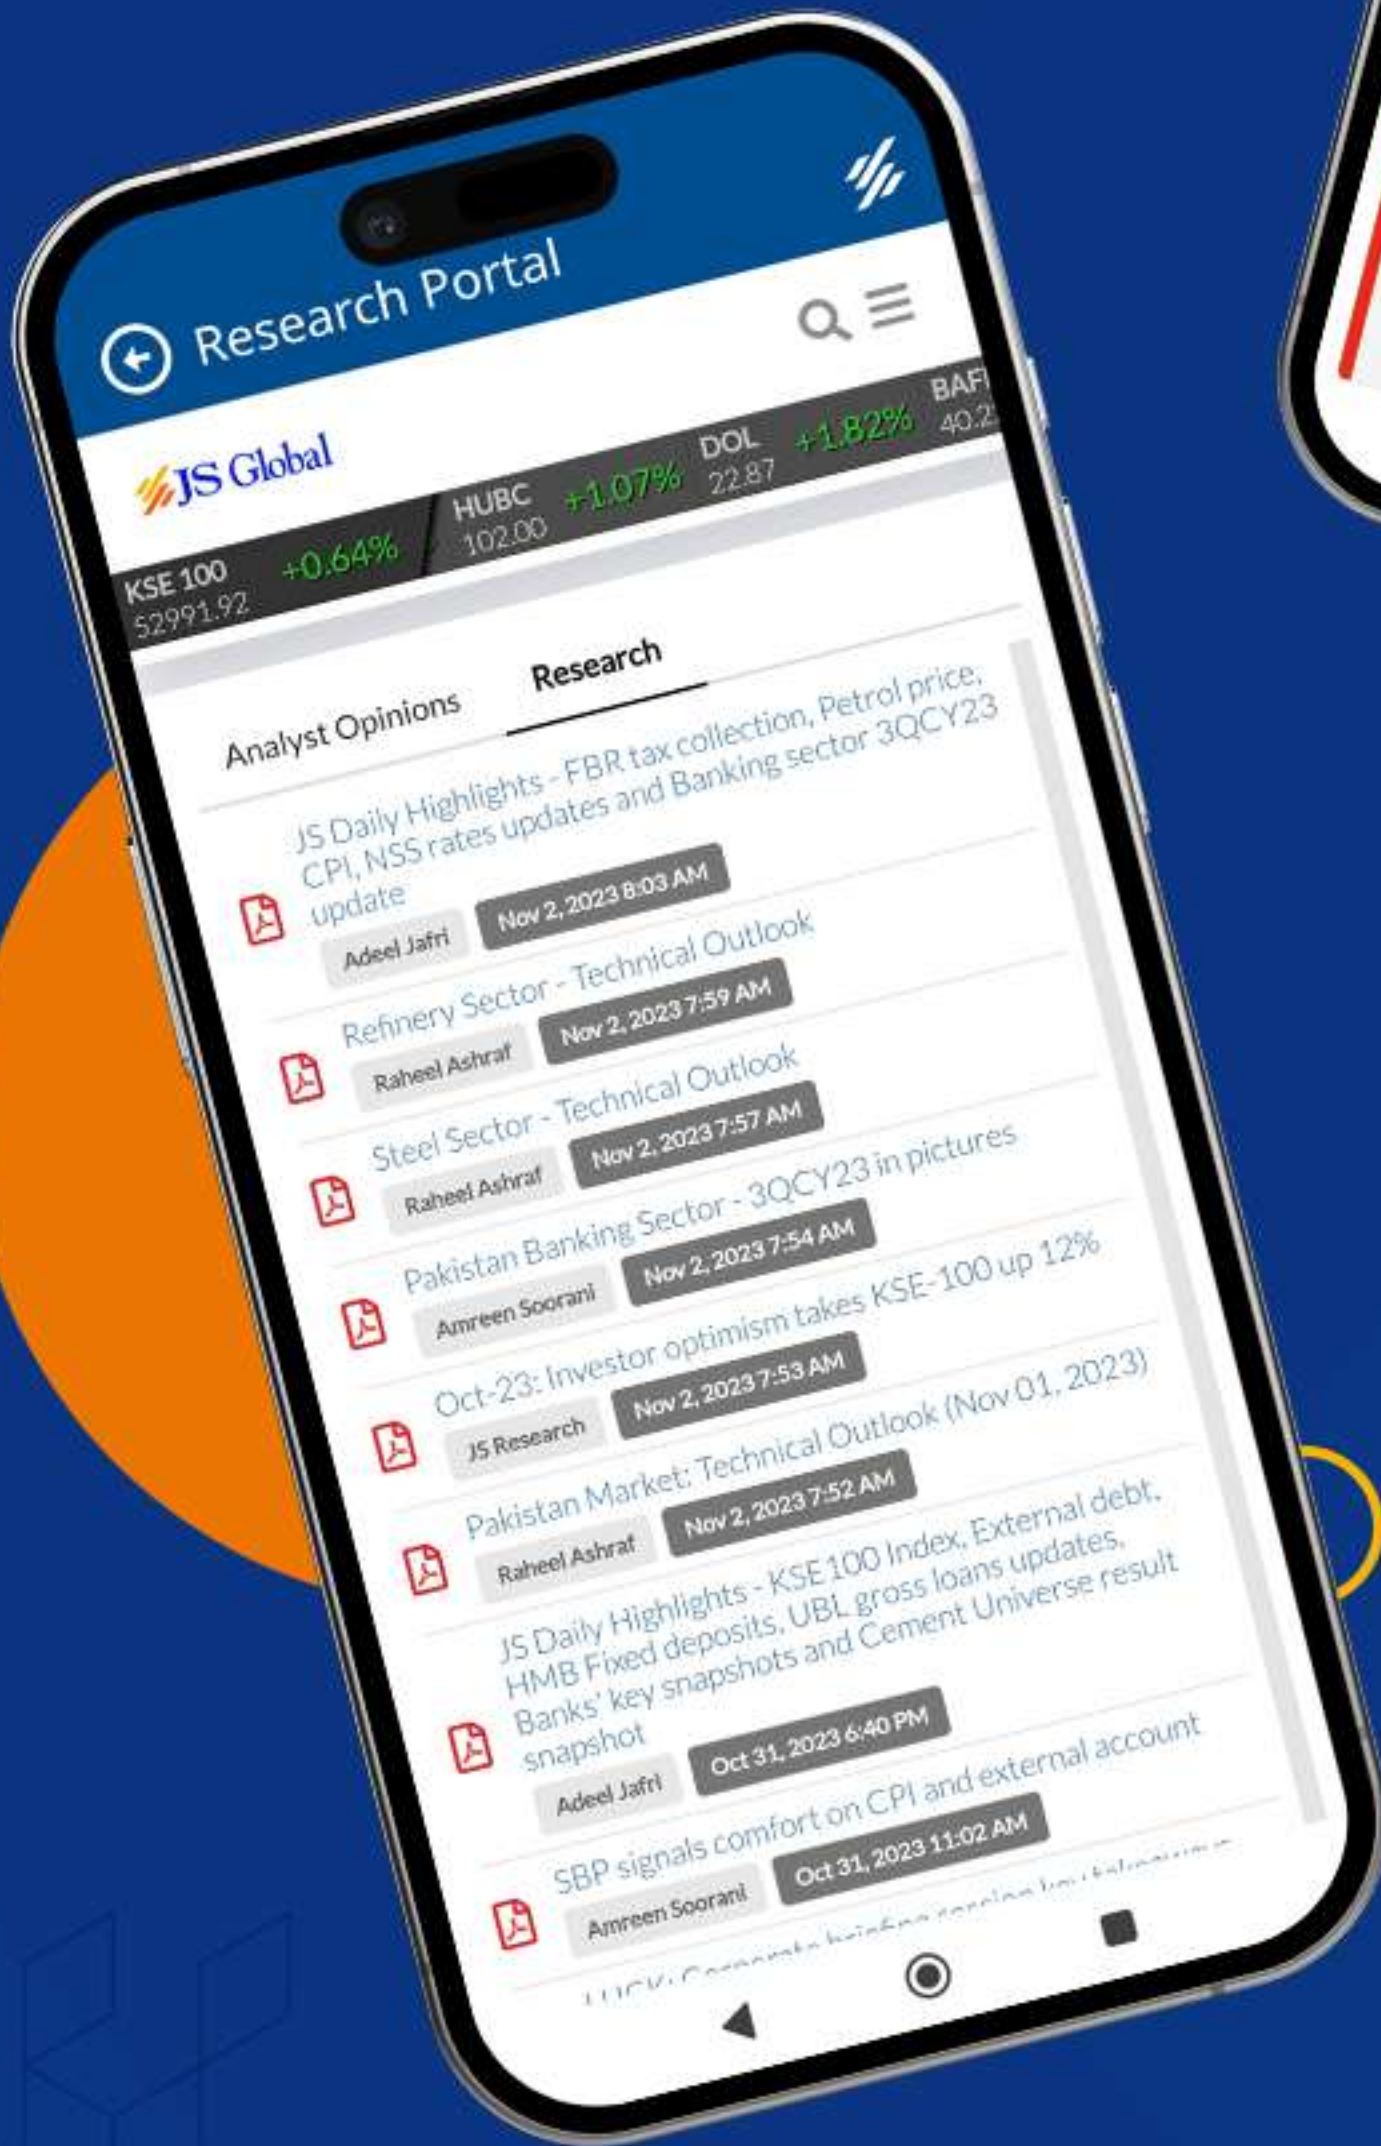 Research Portal
JS Global
KSE 100 +0.64% HUBC +1.07% DOL +1.82%
52991.92 102.00 22.87
Analyst Opinions Research
JS Daily Highlights - FBR tax collection, Petrol price,
CPI, NSS rates updates and Banking sector 3QCY23
update
Adeel Jafri Nov 2, 2023 8:03 AM
Refinery Sector - Technical Outlook
Raheel Ashraf Nov 2, 2023 7:59 AM
Steel Sector - Technical Outlook
Raheel Ashraf Nov 2, 2023 7:57 AM
Pakistan Banking Sector - 3QCY23 in pictures
Amreen Soorani Nov 2, 2023 7:54 AM
Oct-23: Investor optimism takes KSE-100 up 12%
JS Research Nov 2, 2023 7:53 AM
Pakistan Market: Technical Outlook (Nov 01, 2023)
Raheel Ashraf Nov 2, 2023 7:52 AM
JS Daily Highlights - KSE100 Index, External debt,
HMB Fixed deposits, UBL gross loans updates,
Banks' key snapshots and Cement Universe result
snapshot
Adeel Jafri Oct 31, 2023 6:40 PM
SBP signals comfort on CPI and external account
Amreen Soorani Oct 31, 2023 11:02 AM